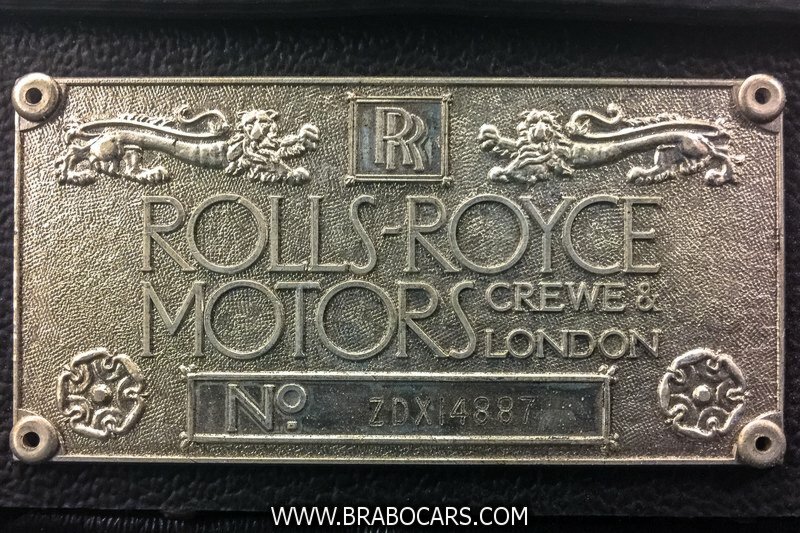 RR
ROLLS-ROYCE
MOTORS CREWE &
LONDON
Nº. ZDX14887
WWW.BRABOCARS.COM